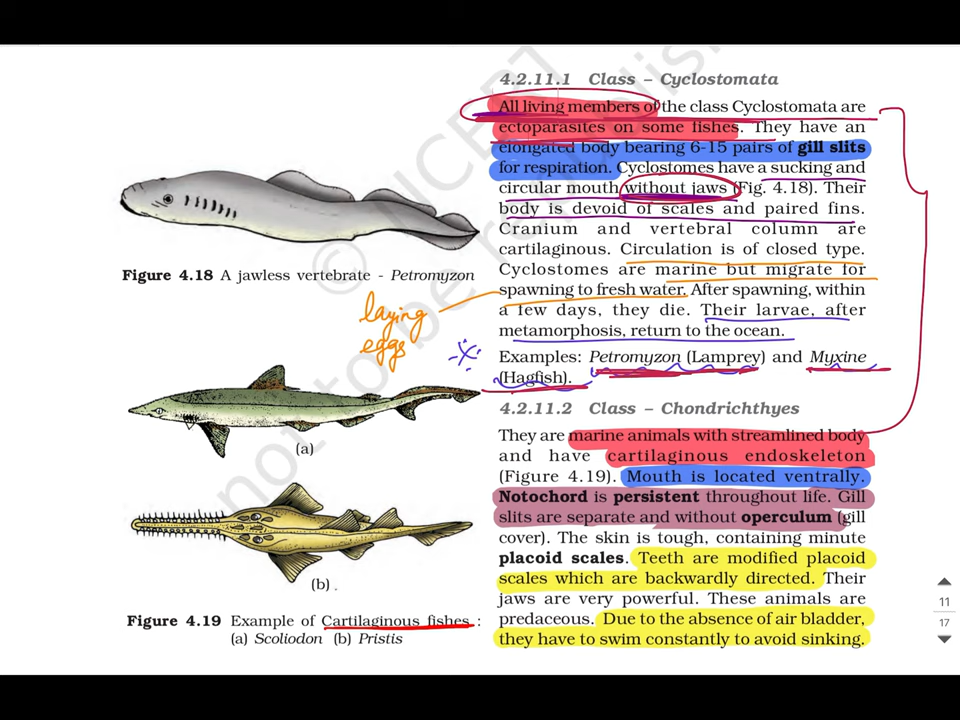 4.2.11.1 Class – Cyclostomata
All living members of the class Cyclostomata are
ectoparasites on some fishes. They have an
elongated body bearing 6-15 pairs of gill slits
for respiration. Cyclostomes have a sucking and
circular mouth without jaws (Fig. 4.18). Their
body is devoid of scales and paired fins.
Cranium and vertebral column are
cartilaginous. Circulation is of closed type.
Cyclostomes are marine but migrate for
spawning to fresh water. After spawning, within
a few days, they die. Their larvae, after
metamorphosis, return to the ocean.
Examples: Petromyzon (Lamprey) and Myxine
(Hagfish).
Figure 4.18 A jawless vertebrate - Petromyzon
laying
eggs
4.2.11.2 Class – Chondrichthyes
They are marine animals with streamlined body
and have cartilaginous endoskeleton
(Figure 4.19). Mouth is located ventrally.
Notochord is persistent throughout life. Gill
slits are separate and without operculum (gill
cover). The skin is tough, containing minute
placoid scales. Teeth are modified placoid
scales which are backwardly directed. Their
jaws are very powerful. These animals are
predaceous. Due to the absence of air bladder,
they have to swim constantly to avoid sinking.
(a)
(b)
Figure 4.19 Example of Cartilaginous fishes :
(a) Scoliodon (b) Pristis
11
17